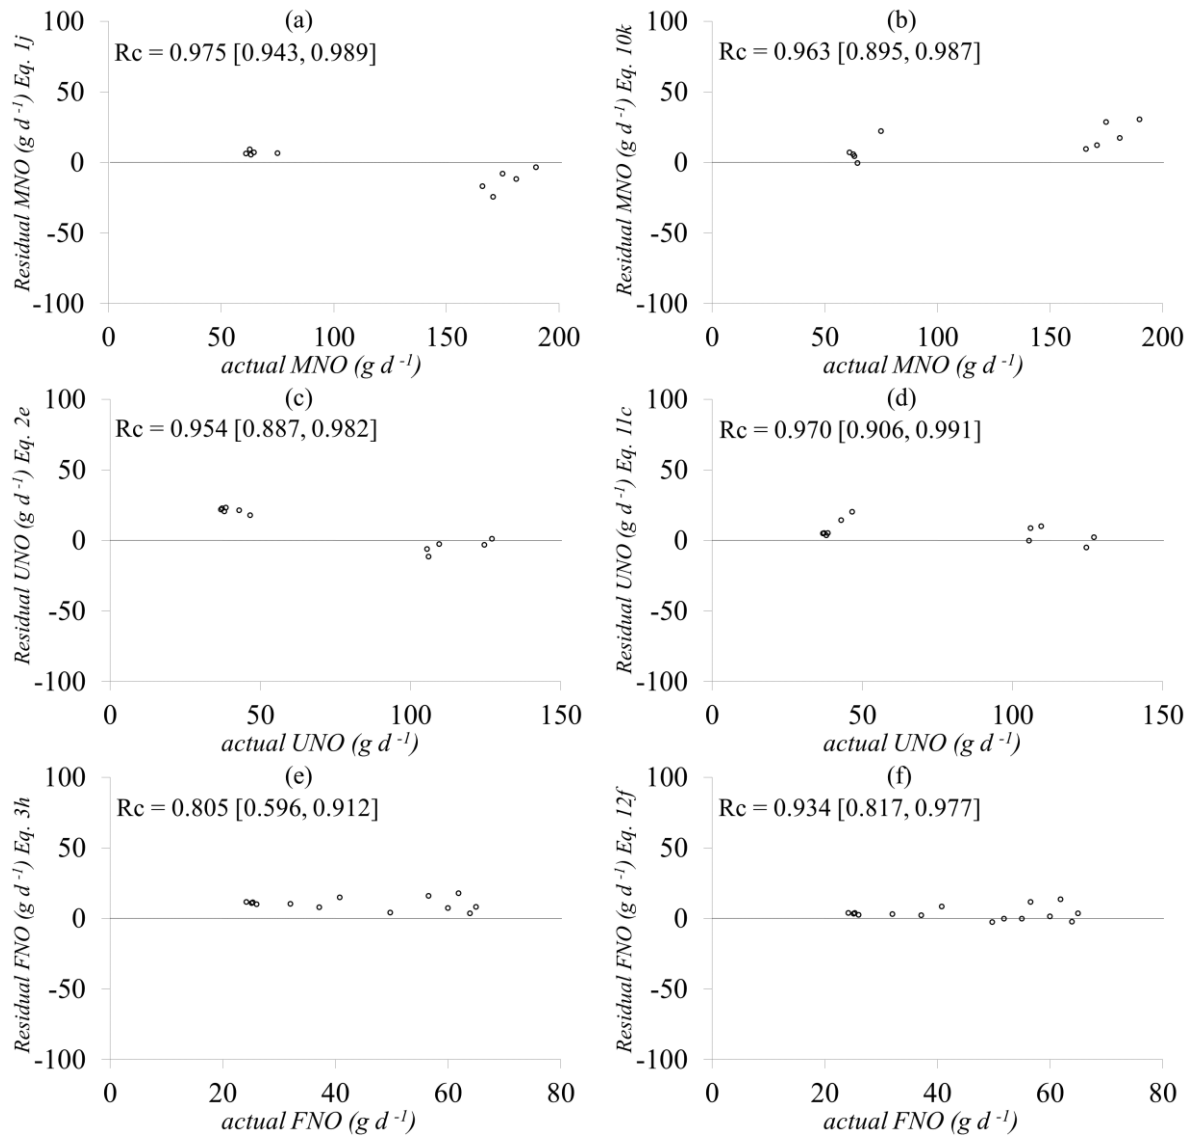 (a)
Rc = 0.975 [0.943, 0.989]
Residual MNO (g d -1) Eq. 1j
100
50
0
-50
-100
0 50 100 150 200
actual MNO (g d -1)
(b)
Rc = 0.963 [0.895, 0.987]
Residual MNO (g d -1) Eq. 10k
100
50
0
-50
-100
0 50 100 150 200
actual MNO (g d -1)
(c)
Rc = 0.954 [0.887, 0.982]
Residual UNO (g d -1) Eq. 2e
100
50
0
-50
-100
0 50 100 150
actual UNO (g d -1)
(d)
Rc = 0.970 [0.906, 0.991]
Residual UNO (g d -1) Eq. 11c
100
50
0
-50
-100
0 50 100 150
actual UNO (g d -1)
(e)
Rc = 0.805 [0.596, 0.912]
Residual FNO (g d -1) Eq. 3h
100
50
0
-50
-100
0 20 40 60 80
actual FNO (g d -1)
(f)
Rc = 0.934 [0.817, 0.977]
Residual FNO (g d -1) Eq. 12f
100
50
0
-50
-100
0 20 40 60 80
actual FNO (g d -1)